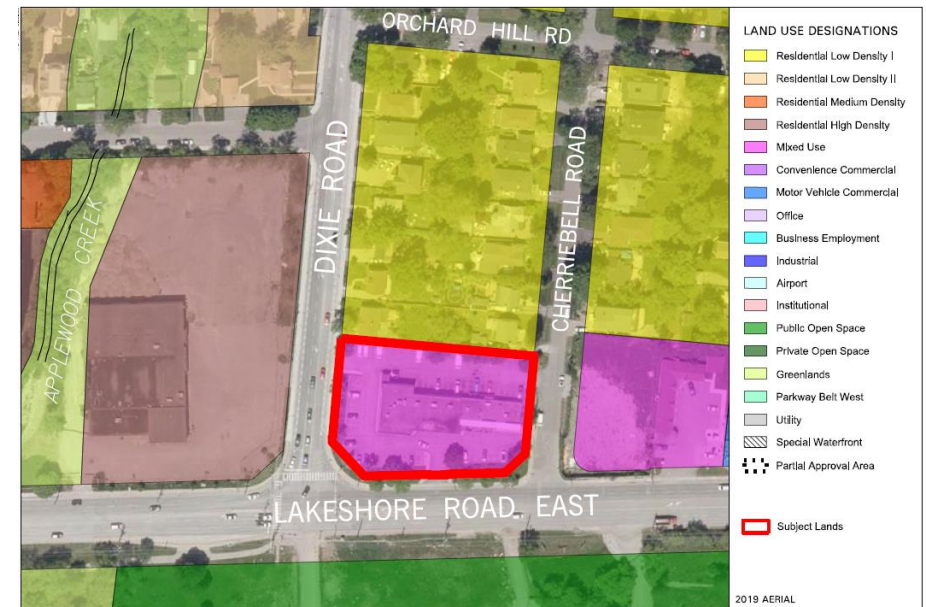 ORCHARD HILL RD
DIXIE ROAD
CHERRIEBELL ROAD
APPLEWOOD CREEK
LAKESHORE ROAD EAST
LAND USE DESIGNATIONS
Residential Low Density I
Residential Low Density II
Residential Medium Density
Residential High Density
Mixed Use
Convenience Commercial
Motor Vehicle Commercial
Office
Business Employment
Industrial
Airport
Institutional
Public Open Space
Private Open Space
Greenlands
Parkway Belt West
Utility
Special Waterfront
Partial Approval Area
Subject Lands
2019 AERIAL